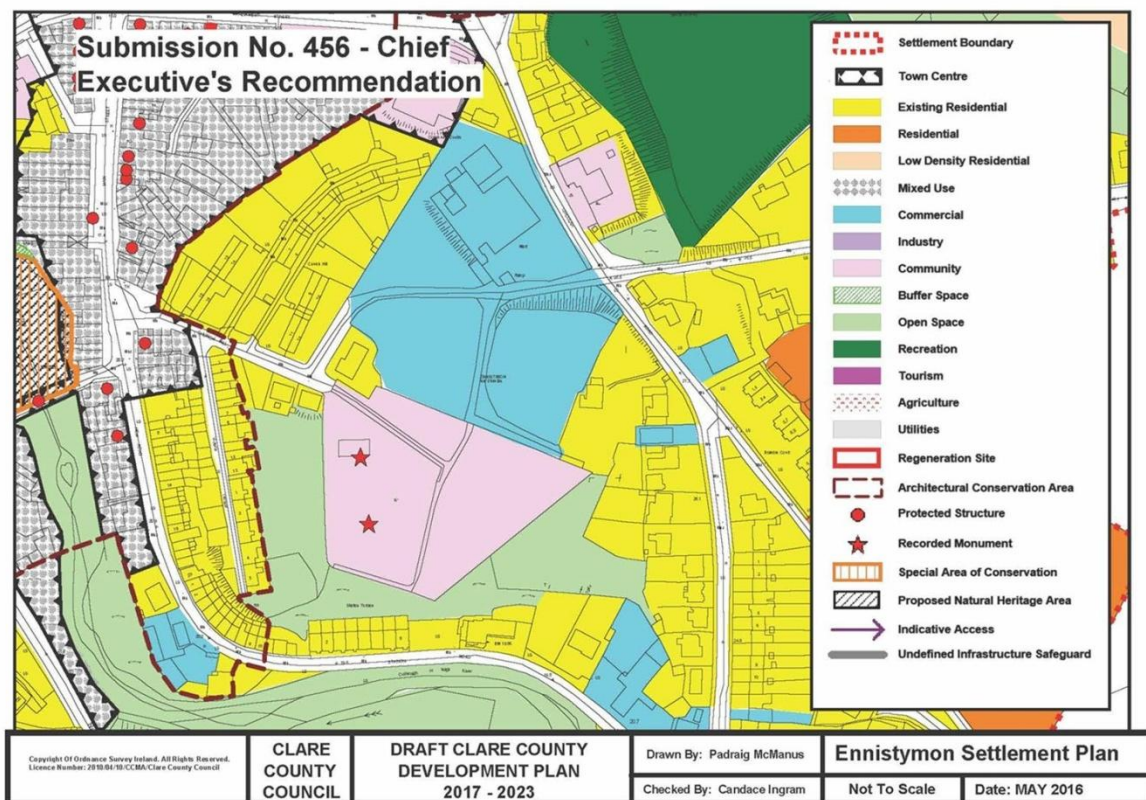 Submission No. 456 - Chief
Executive's Recommendation
Settlement Boundary
Town Centre
Existing Residential
Residential
Low Density Residential
Mixed Use
Commercial
Industry
Community
Buffer Space
Open Space
Recreation
Tourism
Agriculture
Utilities
Regeneration Site
Architectural Conservation Area
Protected Structure
Recorded Monument
Special Area of Conservation
Proposed Natural Heritage Area
Indicative Access
Undefined Infrastructure Safeguard
Copyright Of Ordnance Survey Ireland. All Rights Reserved.
Licence Number: 2010/04/10/CCMA/Clare County Council
CLARE
COUNTY
COUNCIL
DRAFT CLARE COUNTY
DEVELOPMENT PLAN
2017 - 2023
Drawn By: Padraig McManus
Checked By: Candace Ingram
Ennistymon Settlement Plan
Not To Scale
Date: MAY 2016